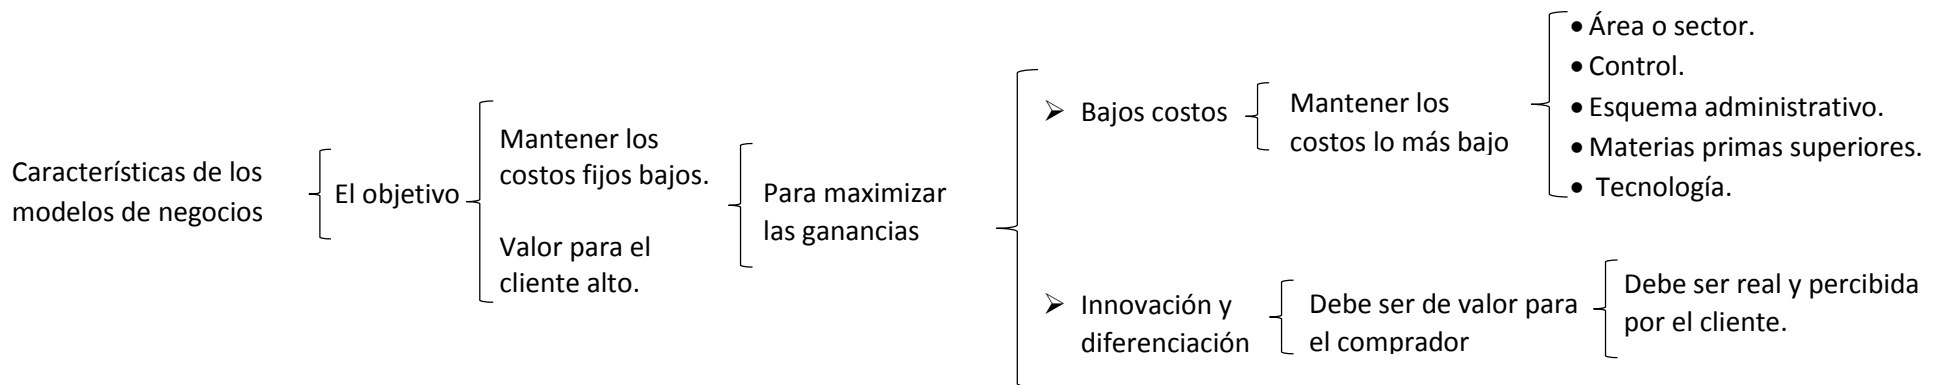 Característícas de los
modelos de negocios
El objetivo
Mantener los
costos fijos bajos.
Valor para el
cliente alto.
Para maximizar
las ganancias
➢ Bajos costos
Mantener los
costos lo más bajo
• Área o sector.
• Control.
• Esquema administrativo.
• Materias primas superiores.
• Tecnología.
➢ Innovación y
diferenciación
Debe ser de valor para
el comprador
Debe ser real y percibida
por el cliente.